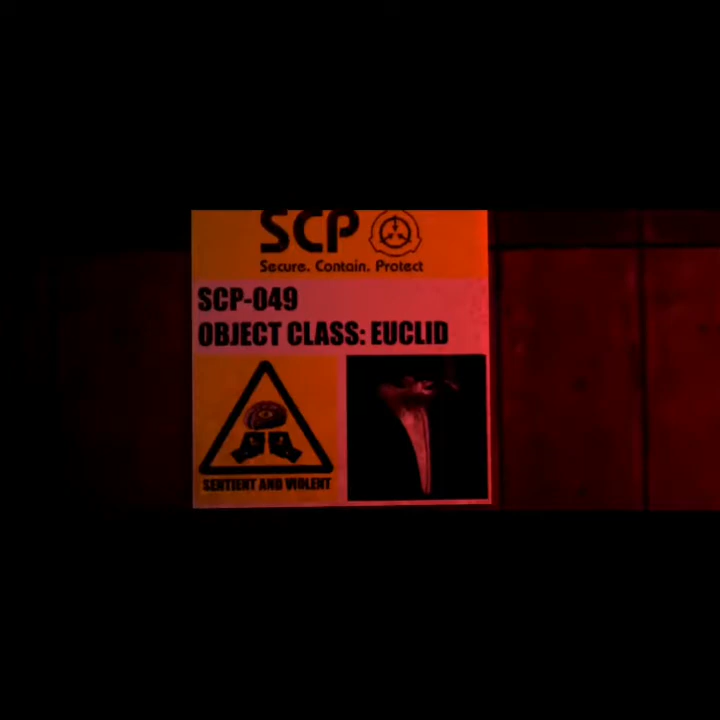 SCP
Secure. Contain. Protect
SCP-049
OBJECT CLASS: EUCLID
SENTIENT AND VIOLENT